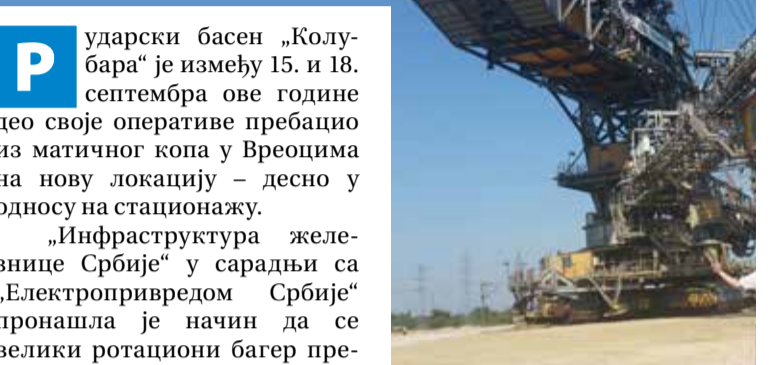 Рударски басен „Колу-
бара“ је између 15. и 18.
септембра ове године
део своје оперативе пребацио
из матичног копа у Вреоцима
на нову локацију – десно у
односу на стационажу.
„Инфраструктура желе-
знице Србије“ у сарадњи са
„Електропривредом Србије“
пронашла је начин да се
велики ротациони багер пре-